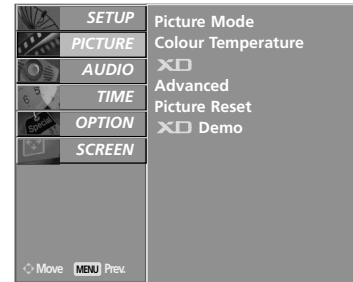 SETUP
PICTURE
AUDIO
TIME
OPTION
Special
SCREEN
Move MENU Prev.
Picture Mode
Colour Temperature
XD
Advanced
Picture Reset
XD Demo